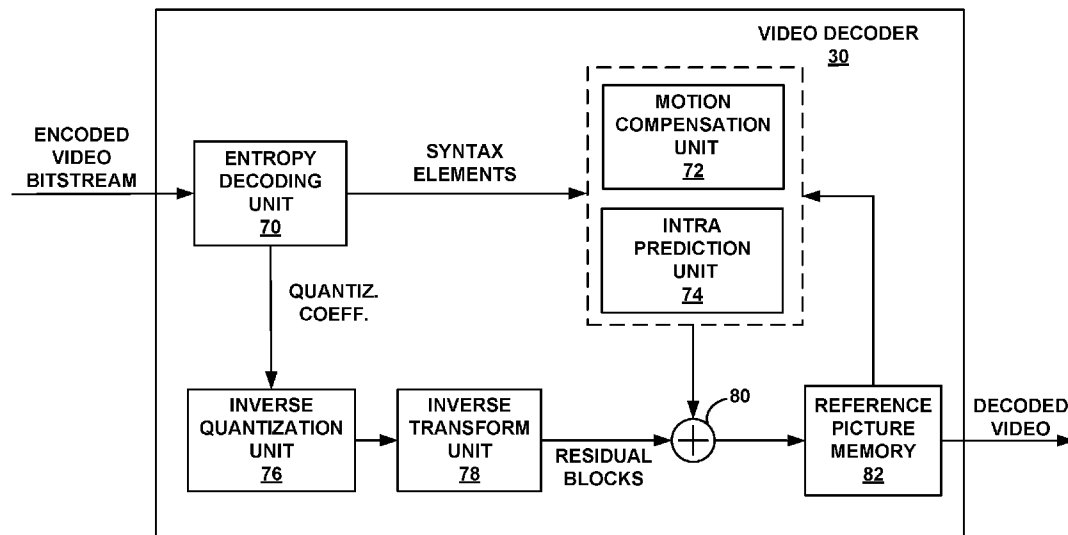 VIDEO DECODER
30
ENCODED
VIDEO
BITSTREAM
ENTROPY
DECODING
UNIT
70
SYNTAX
ELEMENTS
MOTION
COMPENSATION
UNIT
72
INTRA
PREDICTION
UNIT
74
QUANTIZ.
COEFF.
INVERSE
QUANTIZATION
UNIT
76
INVERSE
TRANSFORM
UNIT
78
RESIDUAL
BLOCKS
80
REFERENCE
PICTURE
MEMORY
82
DECODED
VIDEO